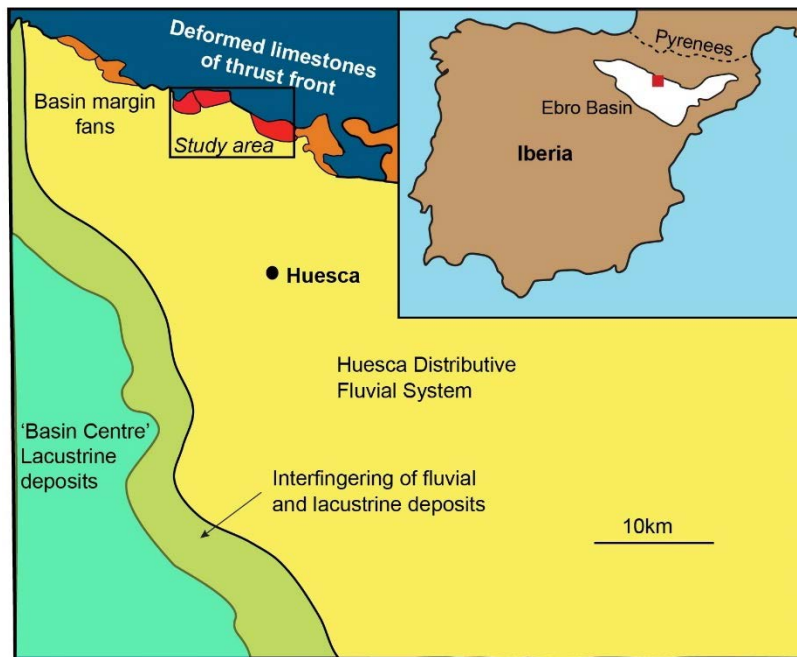 Deformed limestones
of thrust front
Basin margin
fans
Study area
Huesca
Huesca Distributive
Fluvial System
‘Basin Centre’
Lacustrine
deposits
Interfingering of fluvial
and lacustrine deposits
10km
Pyrenees
Ebro Basin
Iberia